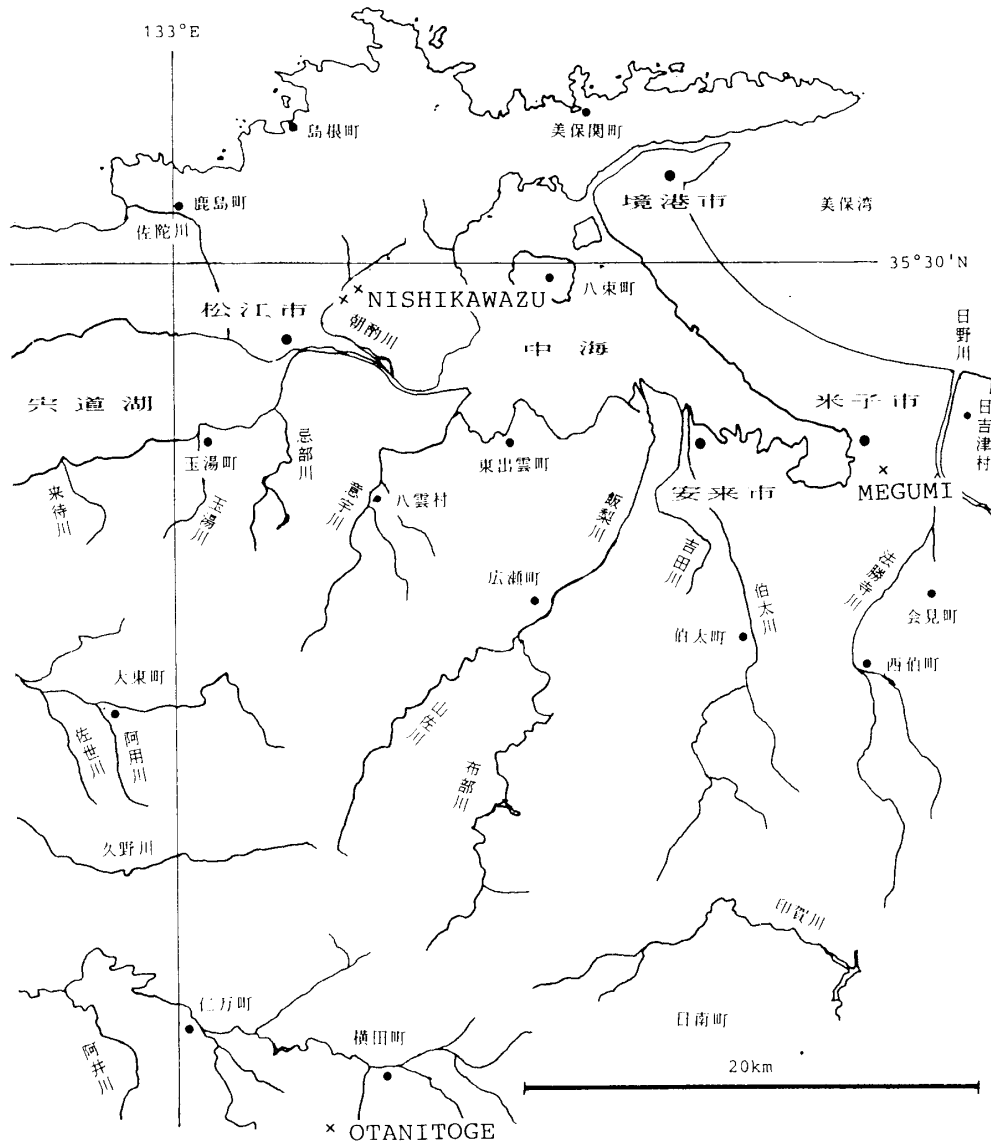 133°E
島根町
美保関町
鹿島町
佐陀川
境港市
美保湾
35°30'N
八束町
NISHIKAWAZU
松江市
朝酌川
中海
日野川
宍道湖
米子市
日吉津村
玉湯町
忌部川
東出雲町
来待川
玉湯川
意宇川
八雲村
飯梨川
安来市
MEGUMI
吉田川
法勝寺川
広瀬町
伯太川
会見町
伯太町
西伯町
大東町
佐世川
阿用川
山佐川
布部川
久野川
印賀川
仁万町
日南町
横田町
阿井川
20km
OTANITOGE